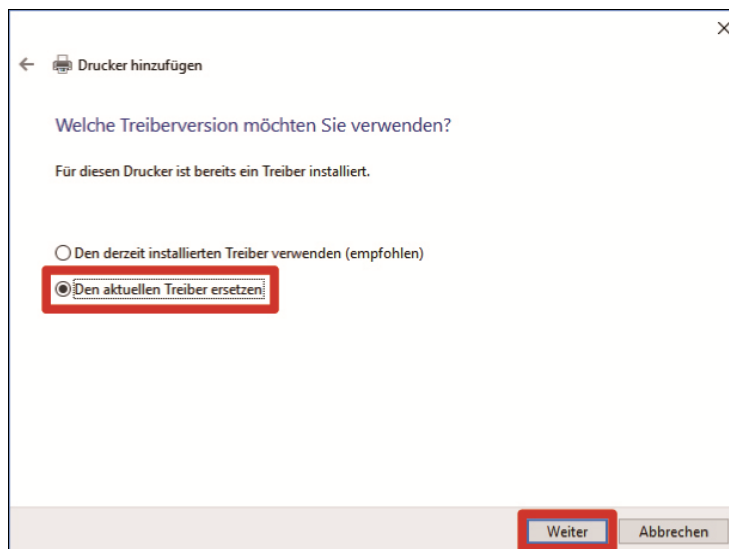 Drucker hinzufügen
Welche Treiberversion möchten Sie verwenden?
Für diesen Drucker ist bereits ein Treiber installiert.
Den derzeit installierten Treiber verwenden (empfohlen)
Den aktuellen Treiber ersetzen
Weiter Abbrechen